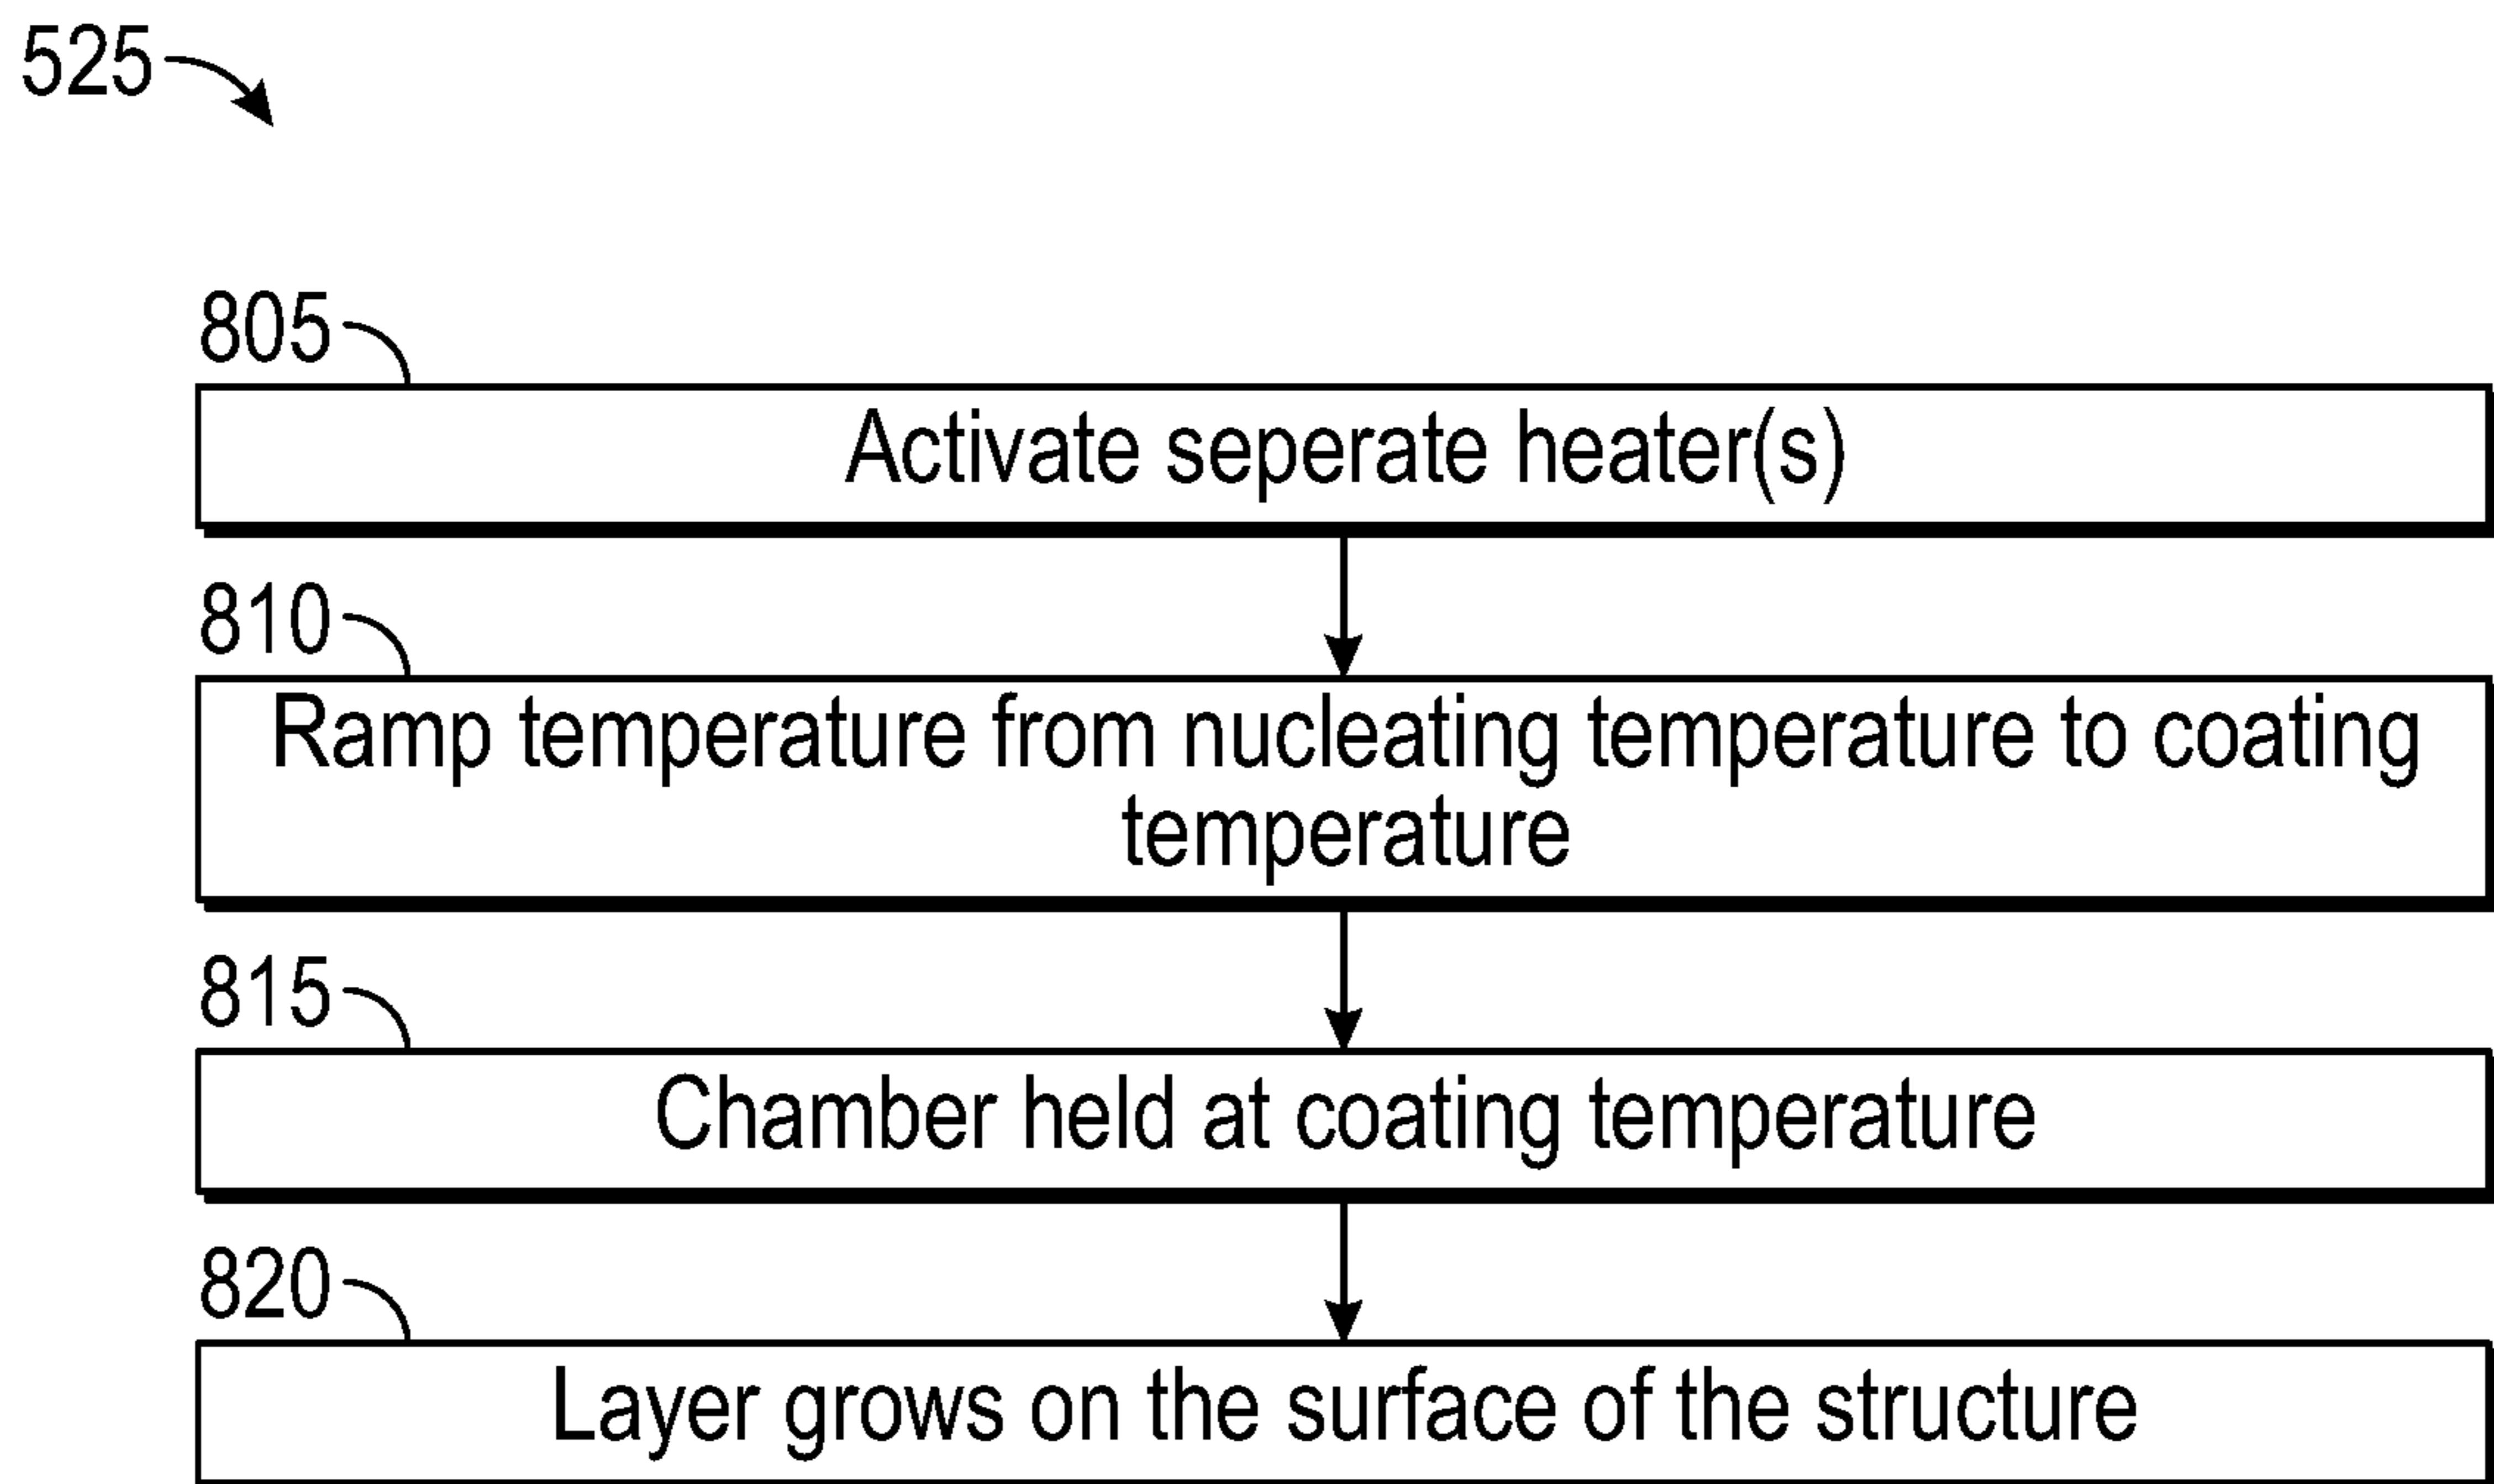 525
805
Activate seperate heater(s)
810
Ramp temperature from nucleating temperature to coating
temperature
815
Chamber held at coating temperature
820
Layer grows on the surface of the structure